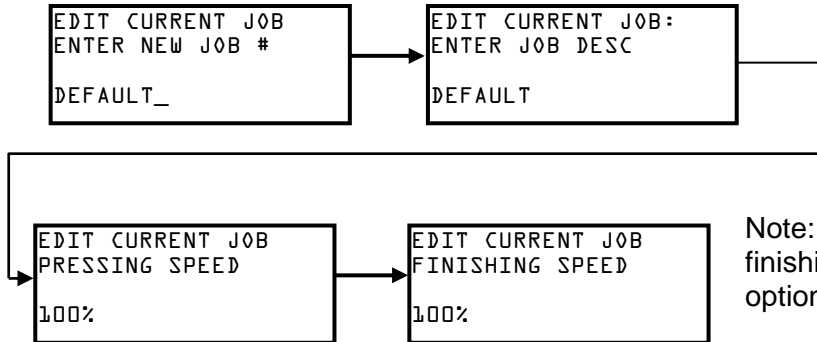 EDIT CURRENT JOB
ENTER NEW JOB #
DEFAULT_
EDIT CURRENT JOB:
ENTER JOB DESC
DEFAULT
EDIT CURRENT JOB
PRESSING SPEED
100%
EDIT CURRENT JOB
FINISHING SPEED
100%
Note: